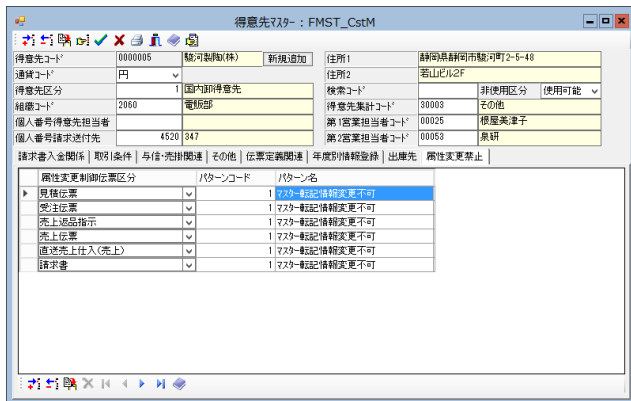 得意先ﾏｽﾀｰ：FMST_CstM
得意先ｺｰﾄﾞ 0000005 駿河製陶(株) 新規追加 住所1 静岡県静岡市駿河町2-5-48
通貨ｺｰﾄﾞ 円 住所2 若山ﾋﾞﾙ2F
得意先区分 1 国内卸得意先 検索ｺｰﾄﾞ 非使用区分 使用可能
組織ｺｰﾄﾞ 2060 電販部 得意先集計ｺｰﾄﾞ 30003 その他
個人番号得意先担当者 第1営業担当者ｺｰﾄﾞ 00025 根屋美津子
個人番号請求送付先 4520 347 第2営業担当者ｺｰﾄﾞ 00053 泉研
請求書入金関係 取引条件 与信･売掛関連 その他 伝票定義関連 年度別情報登録 出庫先 属性変更禁止
属性変更制御伝票区分 パターンコード パターン名
見積伝票 1 ﾏｽﾀｰ転記情報変更不可
受注伝票 1 ﾏｽﾀｰ転記情報変更不可
売上返品指示 1 ﾏｽﾀｰ転記情報変更不可
売上伝票 1 ﾏｽﾀｰ転記情報変更不可
直送売上仕入(売上) 1 ﾏｽﾀｰ転記情報変更不可
請求書 1 ﾏｽﾀｰ転記情報変更不可